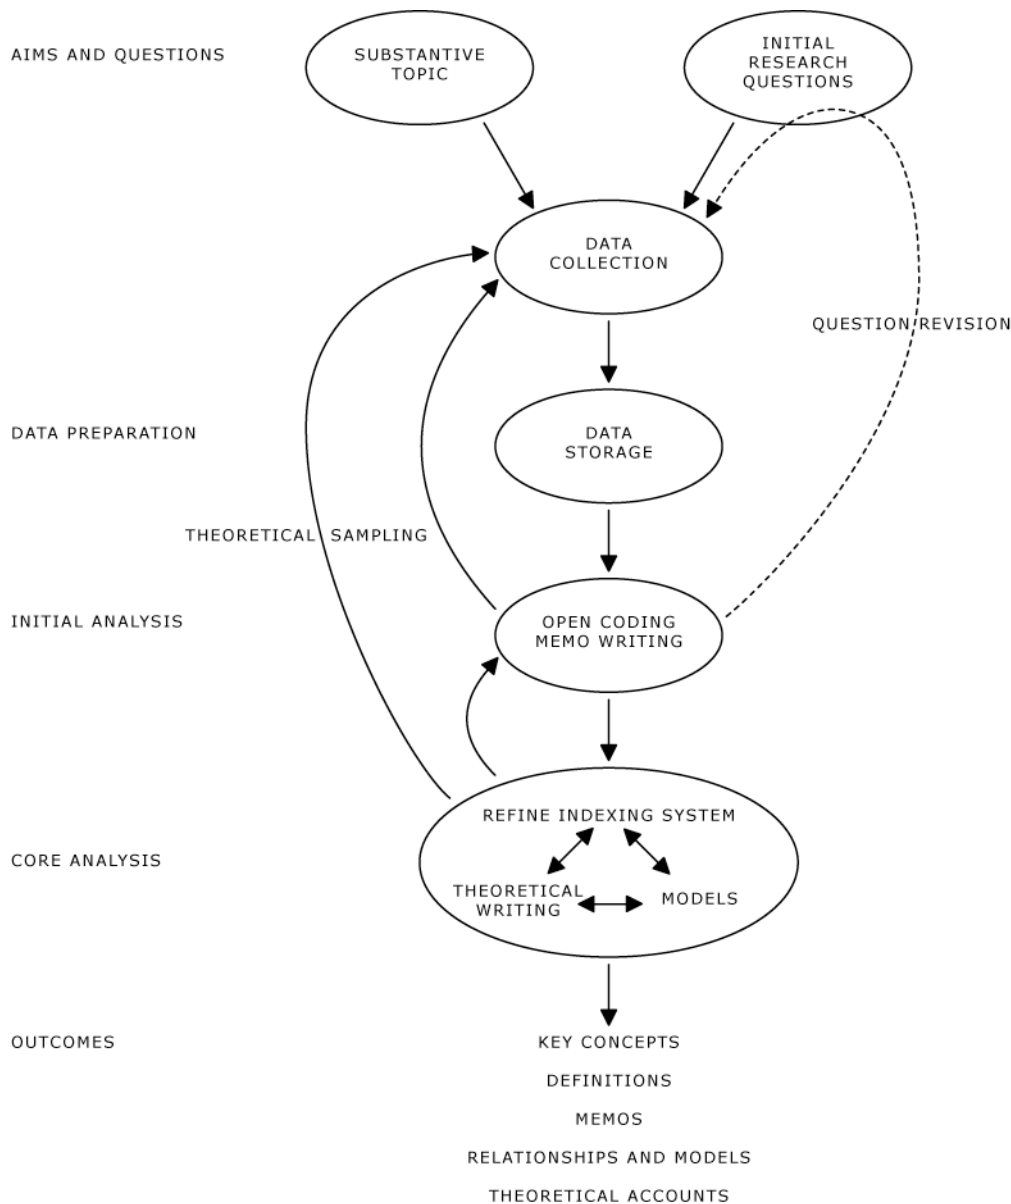 AIMS AND QUESTIONS
SUBSTANTIVE
TOPIC
INITIAL
RESEARCH
QUESTIONS
DATA
COLLECTION
QUESTION REVISION
DATA PREPARATION
DATA
STORAGE
THEORETICAL SAMPLING
INITIAL ANALYSIS
OPEN CODING
MEMO WRITING
CORE ANALYSIS
REFINE INDEXING SYSTEM
THEORETICAL
WRITING
MODELS
OUTCOMES
KEY CONCEPTS
DEFINITIONS
MEMOS
RELATIONSHIPS AND MODELS
THEORETICAL ACCOUNTS